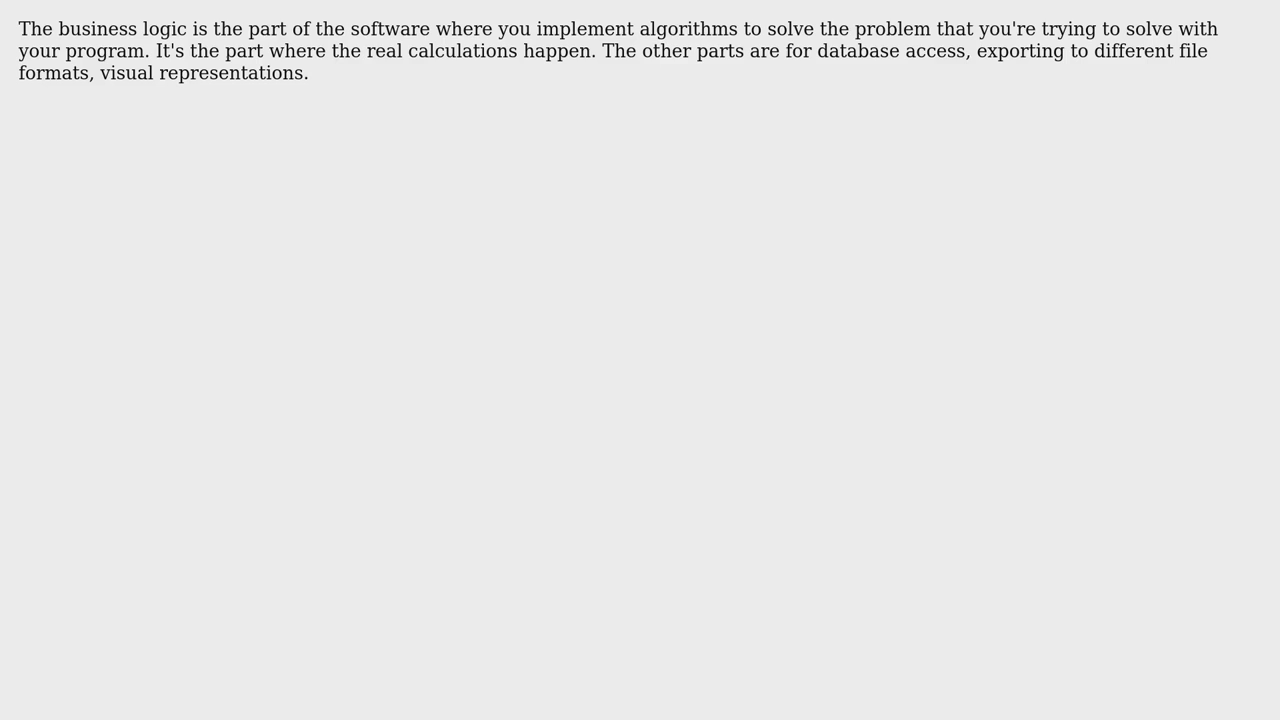 The business logic is the part of the software where you implement algorithms to solve the problem that you're trying to solve with
your program. It's the part where the real calculations happen. The other parts are for database access, exporting to different file
formats, visual representations.